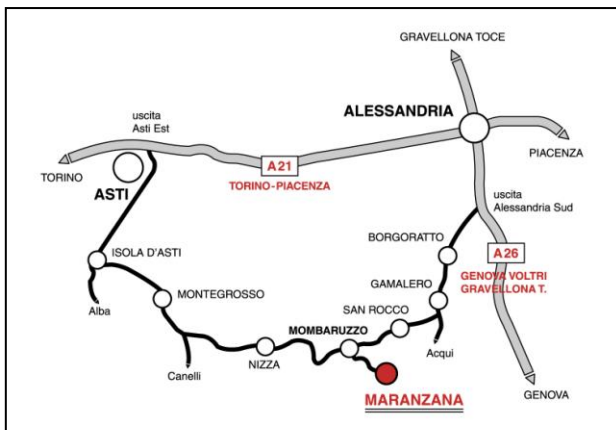 GRAVELLONA TOCE
ALESSANDRIA
uscita
Asti Est
PIACENZA
TORINO
A21
TORINO-PIACENZA
ASTI
uscita
Alessandria Sud
BORGORATTO
A26
ISOLA D'ASTI
GENOVA VOLTRI
GRAVELLONA T.
GAMALERO
MONTEGROSSO
Alba
SAN ROCCO
MOMBARUZZO
Acqui
NIZZA
Canelli
GENOVA
MARANZANA